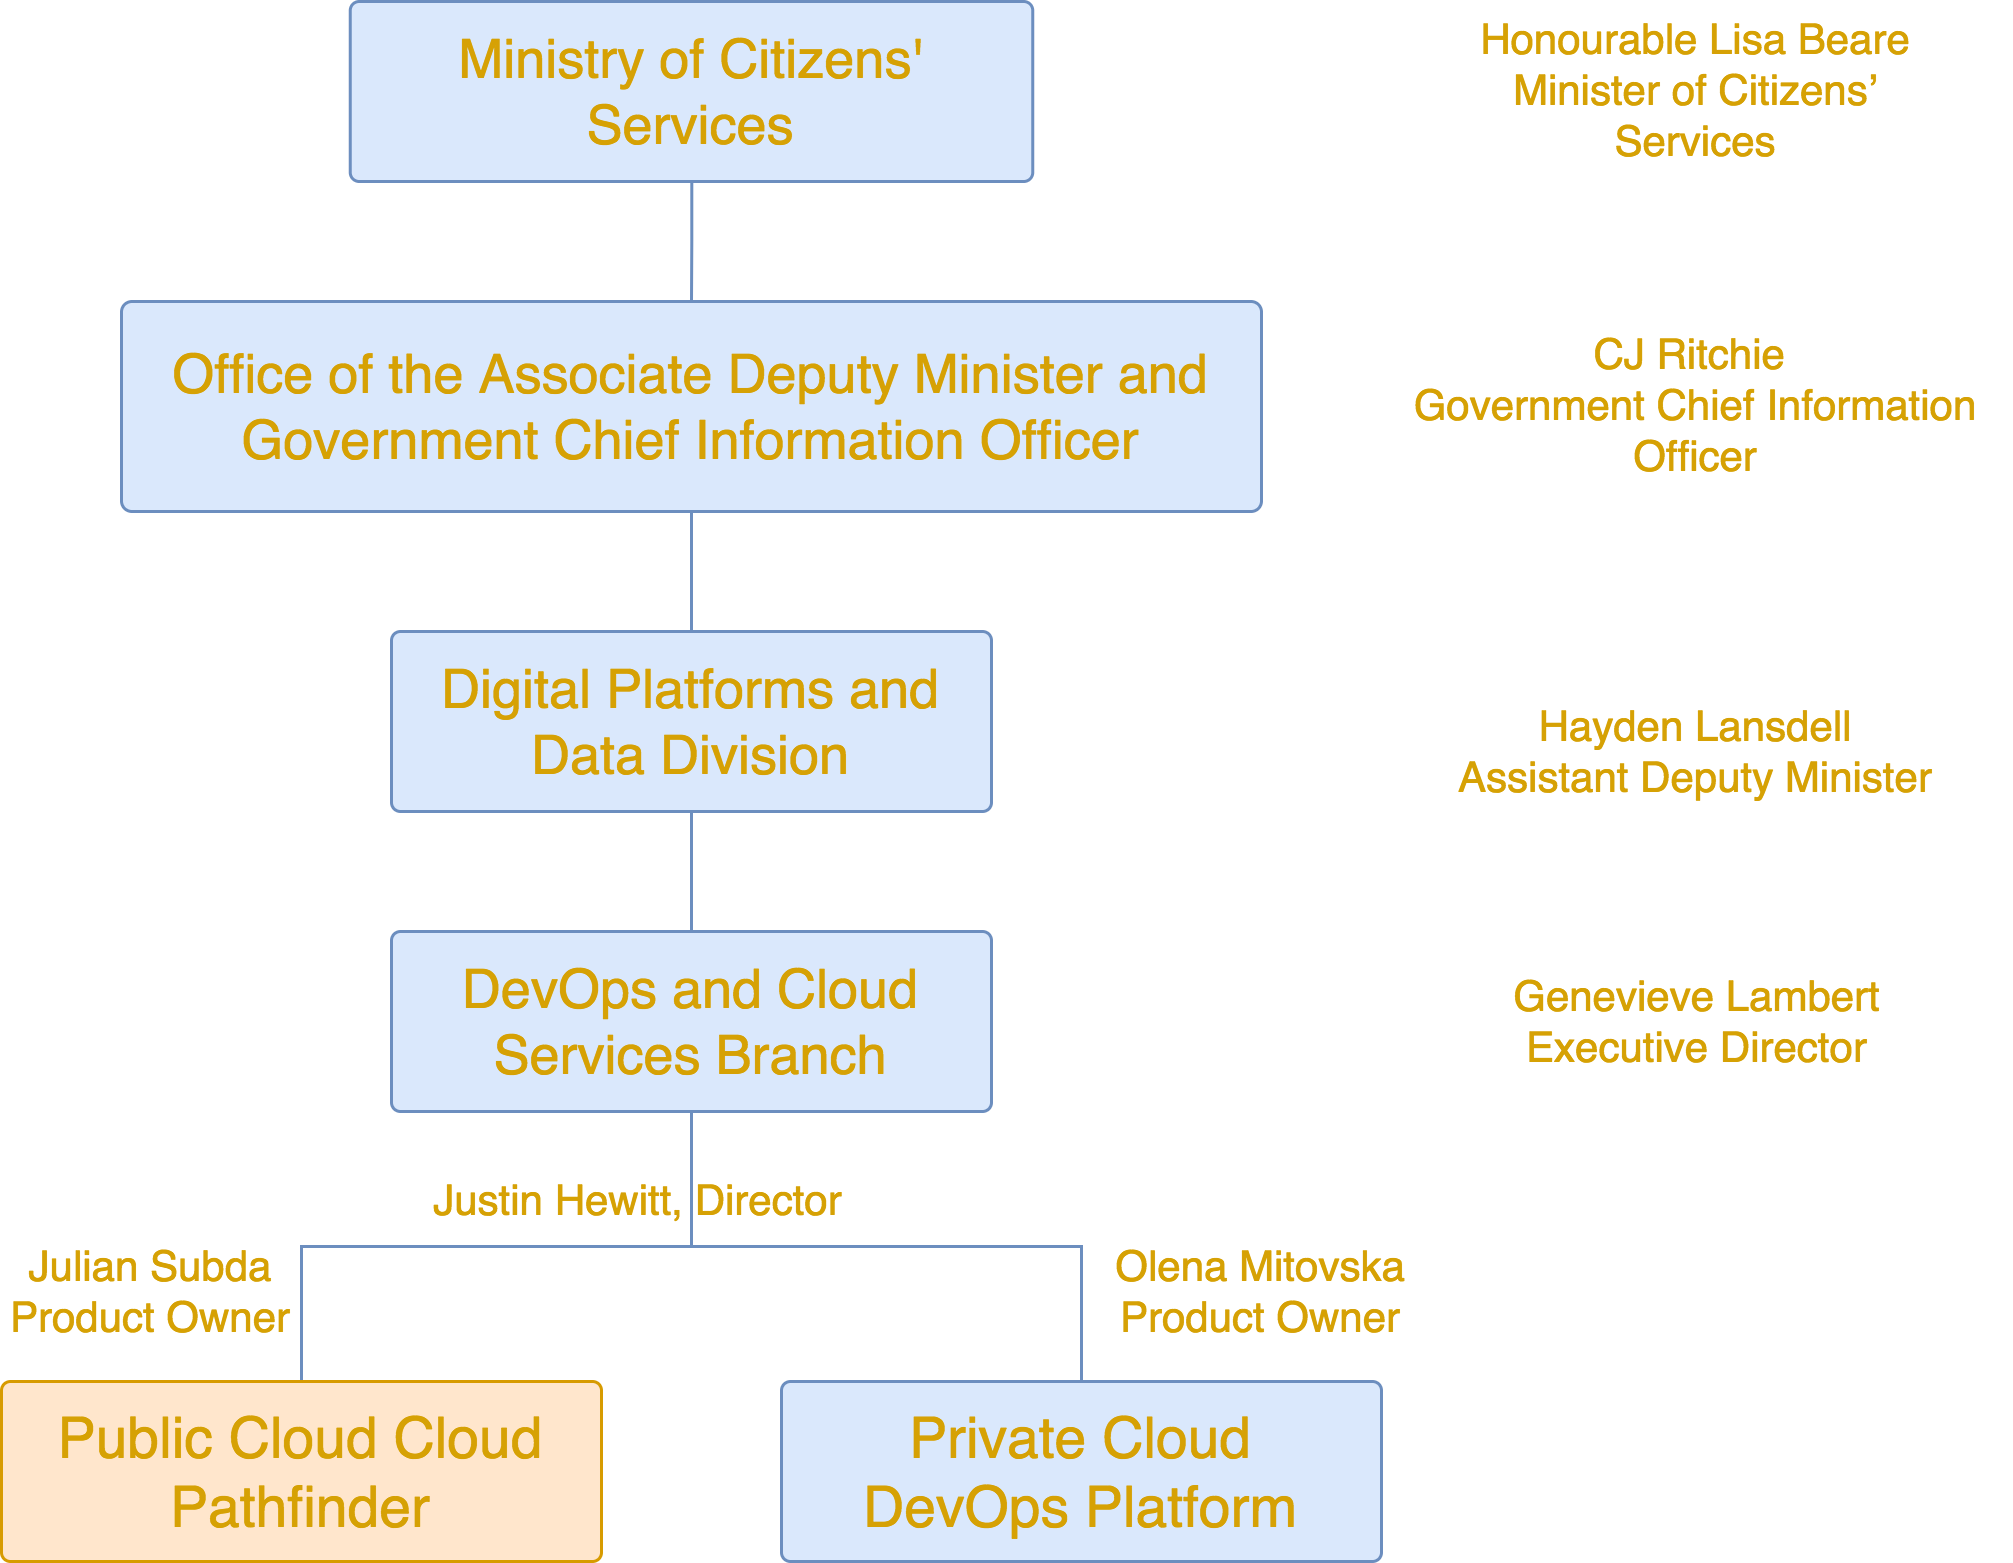 Ministry of Citizens'
Services
Honourable Lisa Beare
Minister of Citizens’
Services
Office of the Associate Deputy Minister and
Government Chief Information Officer
CJ Ritchie
Government Chief Information
Officer
Digital Platforms and
Data Division
Hayden Lansdell
Assistant Deputy Minister
DevOps and Cloud
Services Branch
Genevieve Lambert
Executive Director
Justin Hewitt, Director
Julian Subda
Product Owner
Olena Mitovska
Product Owner
Public Cloud Cloud
Pathfinder
Private Cloud
DevOps Platform